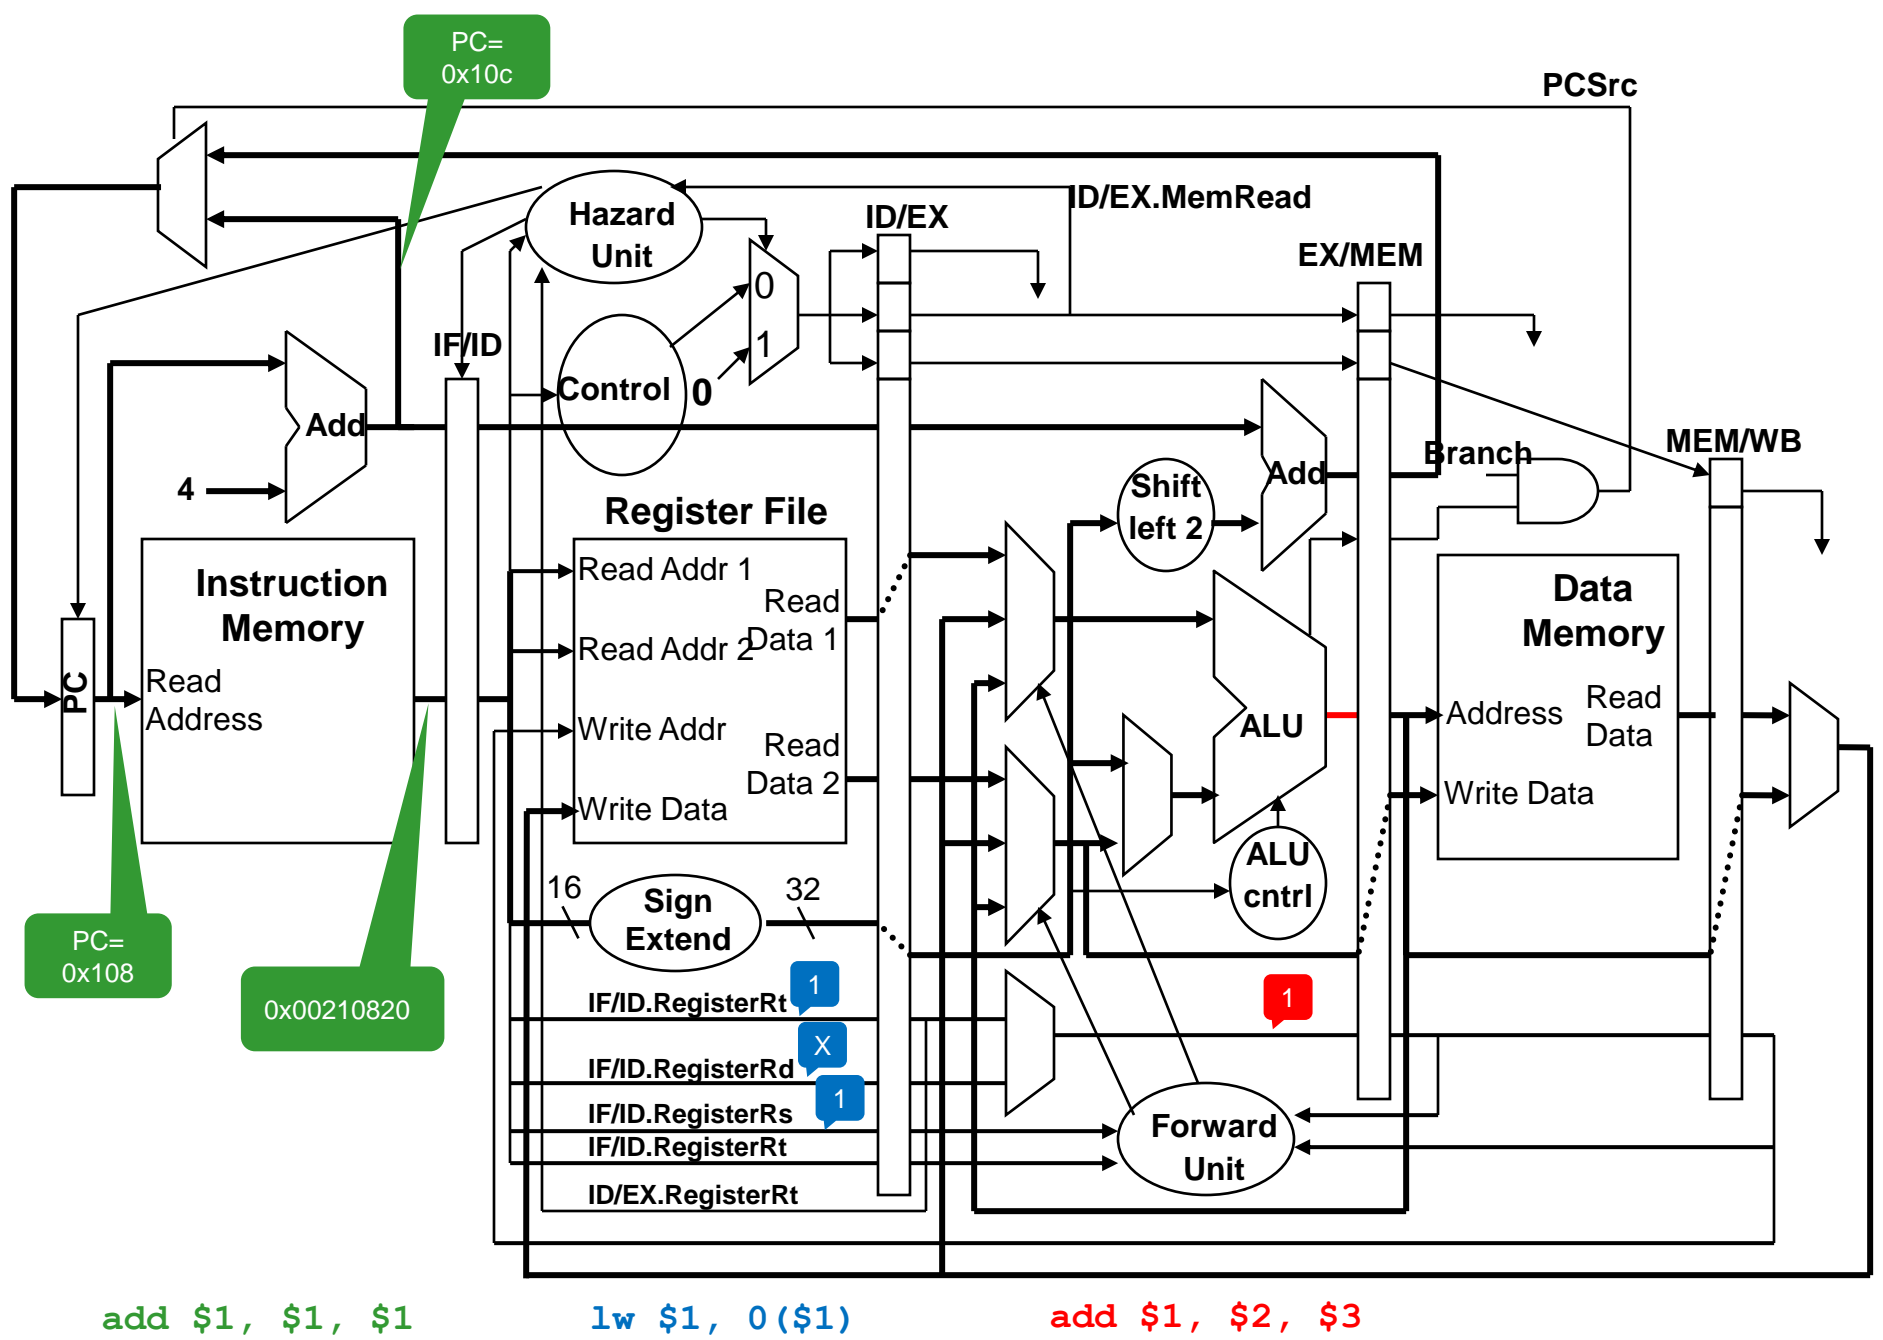 PC=
0x10c
PCSrc
ID/EX.MemRead
Hazard
Unit
ID/EX
EX/MEM
0
1
IF/ID
Control
0
Add
4
MEM/WB
Branch
Add
Shift
left 2
Register File
Instruction
Memory
Read Addr 1
Read
Data 1
Read Addr 2
Data
Memory
PC
Read
Address
Write Addr
Read
Data 2
Write Data
ALU
Address
Read
Data
Write Data
ALU
cntrl
16
Sign
Extend
32
PC=
0x108
0x00210820
IF/ID.RegisterRt
1
1
X
IF/ID.RegisterRd
1
IF/ID.RegisterRs
IF/ID.RegisterRt
ID/EX.RegisterRt
Forward
Unit
add $1, $1, $1
lw $1, 0($1)
add $1, $2, $3